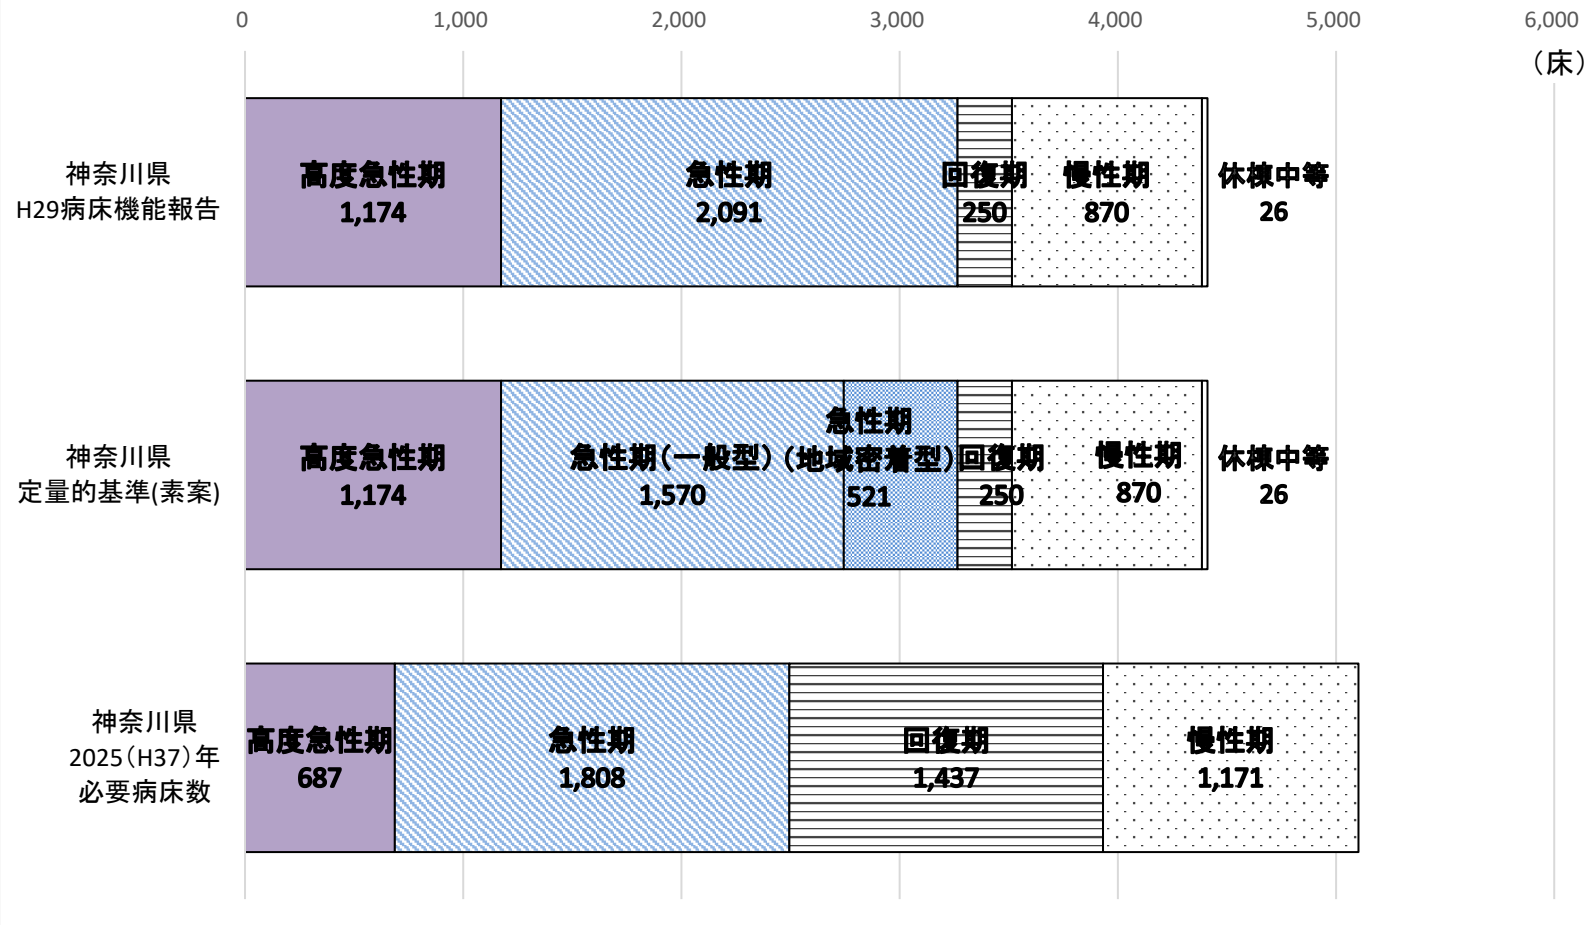 0 1,000 2,000 3,000 4,000 5,000 6,000
（床）
神奈川県
H29病床機能報告
高度急性期
1,174
急性期
2,091
回復期
250
慢性期
870
休棟中等
26
神奈川県
定量的基準(素案)
高度急性期
1,174
急性期（一般型）
1,570
急性期
（地域密着型）
521
回復期
250
慢性期
870
休棟中等
26
神奈川県
2025（H37）年
必要病床数
高度急性期
687
急性期
1,808
回復期
1,437
慢性期
1,171